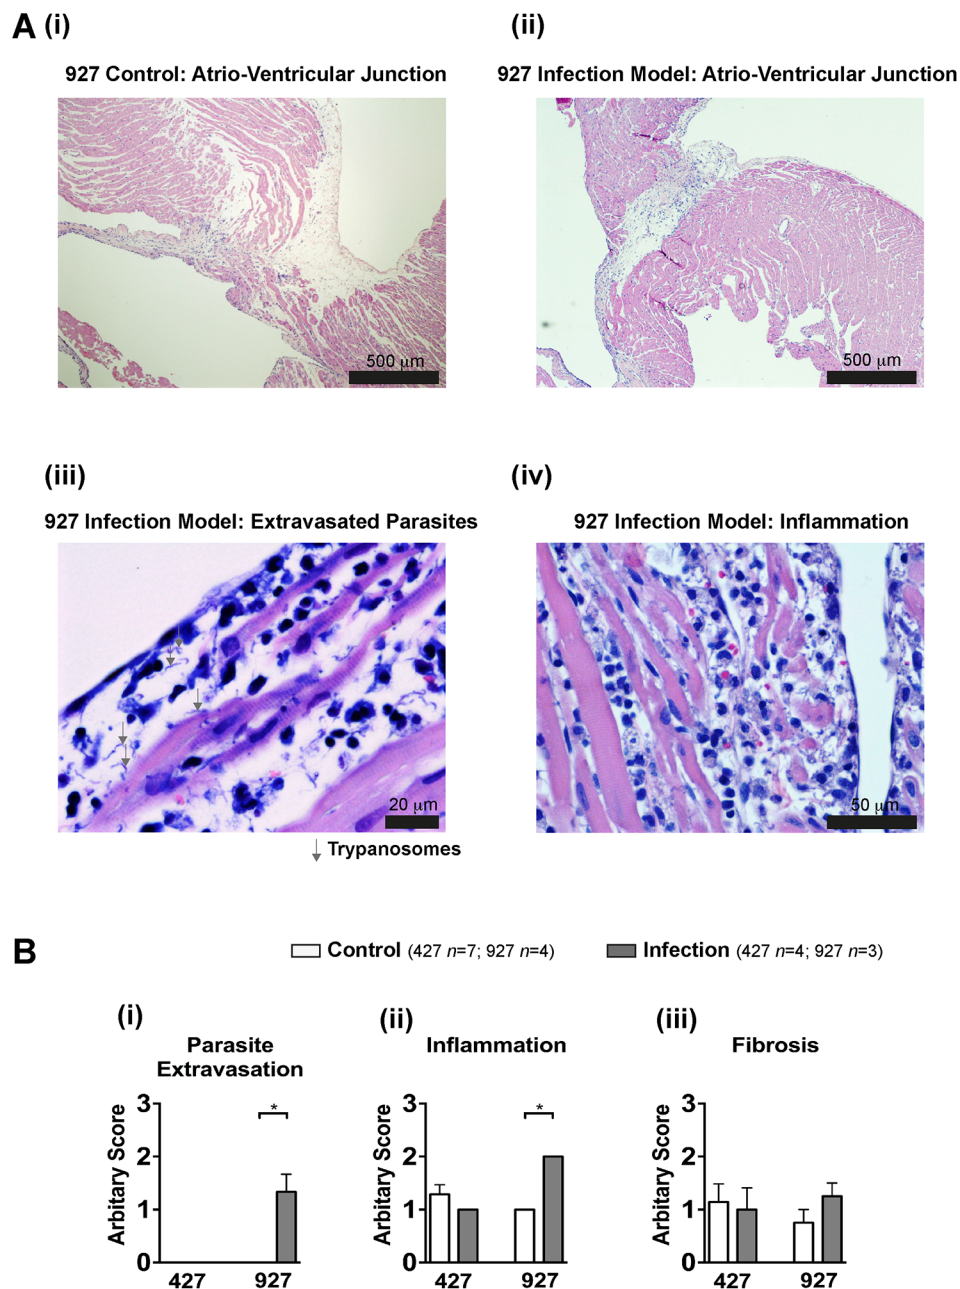 A (i)
(ii)
927 Control: Atrio-Ventricular Junction
927 Infection Model: Atrio-Ventricular Junction
500 μm
500 μm
(iii)
(iv)
927 Infection Model: Extravasated Parasites
927 Infection Model: Inflammation
20 μm
50 μm
Trypanosomes
B
Control (427 n=7; 927 n=4)
Infection (427 n=4; 927 n=3)
(i)
(ii)
(iii)
Parasite
Extravasation
Inflammation
Fibrosis
Arbitary Score
3
2
1
0
*
427
927
Arbitary Score
3
2
1
0
*
427
927
Arbitary Score
3
2
1
0
427
927